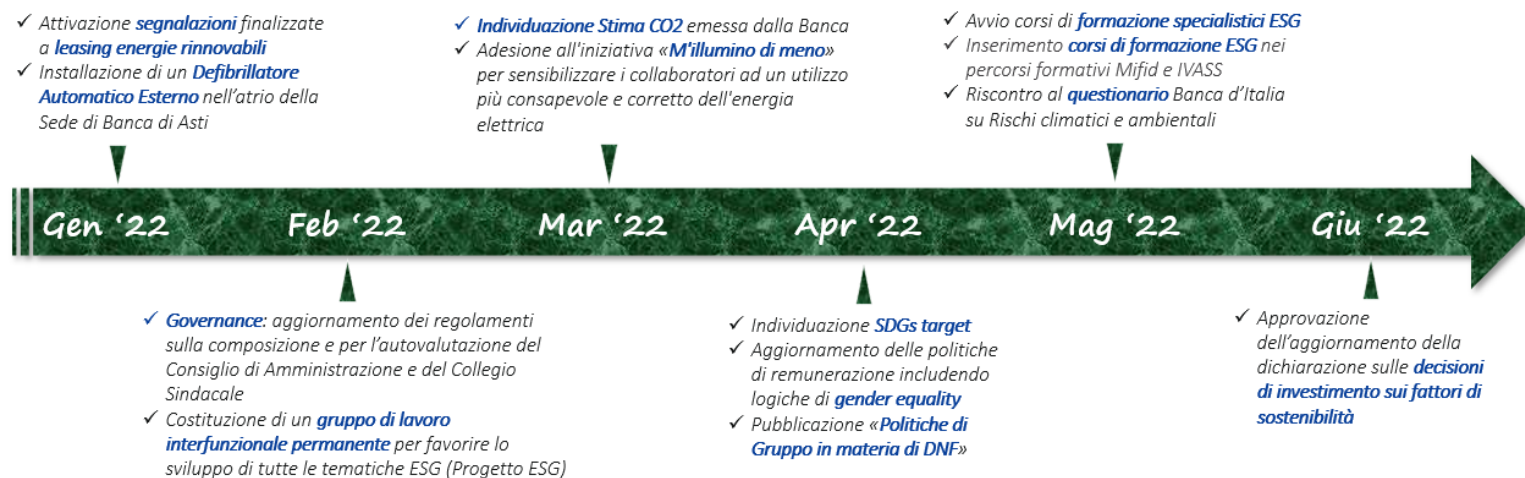 ✓ Attivazione segnalazioni finalizzate
a leasing energie rinnovabili
✓ Installazione di un Defibrillatore
Automatico Esterno nell’atrio della
Sede di Banca di Asti
✓ Individuazione Stima CO2 emessa dalla Banca
✓ Adesione all'iniziativa «M'illumino di meno»
per sensibilizzare i collaboratori ad un utilizzo
più consapevole e corretto dell'energia
elettrica
✓ Avvio corsi di formazione specialistici ESG
✓ Inserimento corsi di formazione ESG nei
percorsi formativi Mifid e IVASS
✓ Riscontro al questionario Banca d’Italia
su Rischi climatici e ambientali
Gen ‘22 Feb ‘22 Mar ‘22 Apr ‘22 Mag ‘22 Giu ‘22
✓ Governance: aggiornamento dei regolamenti
sulla composizione e per l’autovalutazione del
Consiglio di Amministrazione e del Collegio
Sindacale
✓ Costituzione di un gruppo di lavoro
interfunzionale permanente per favorire lo
sviluppo di tutte le tematiche ESG (Progetto ESG)
✓ Individuazione SDGs target
✓ Aggiornamento delle politiche
di remunerazione includendo
logiche di gender equality
✓ Pubblicazione «Politiche di
Gruppo in materia di DNF»
✓ Approvazione
dell’aggiornamento della
dichiarazione sulle decisioni
di investimento sui fattori di
sostenibilità